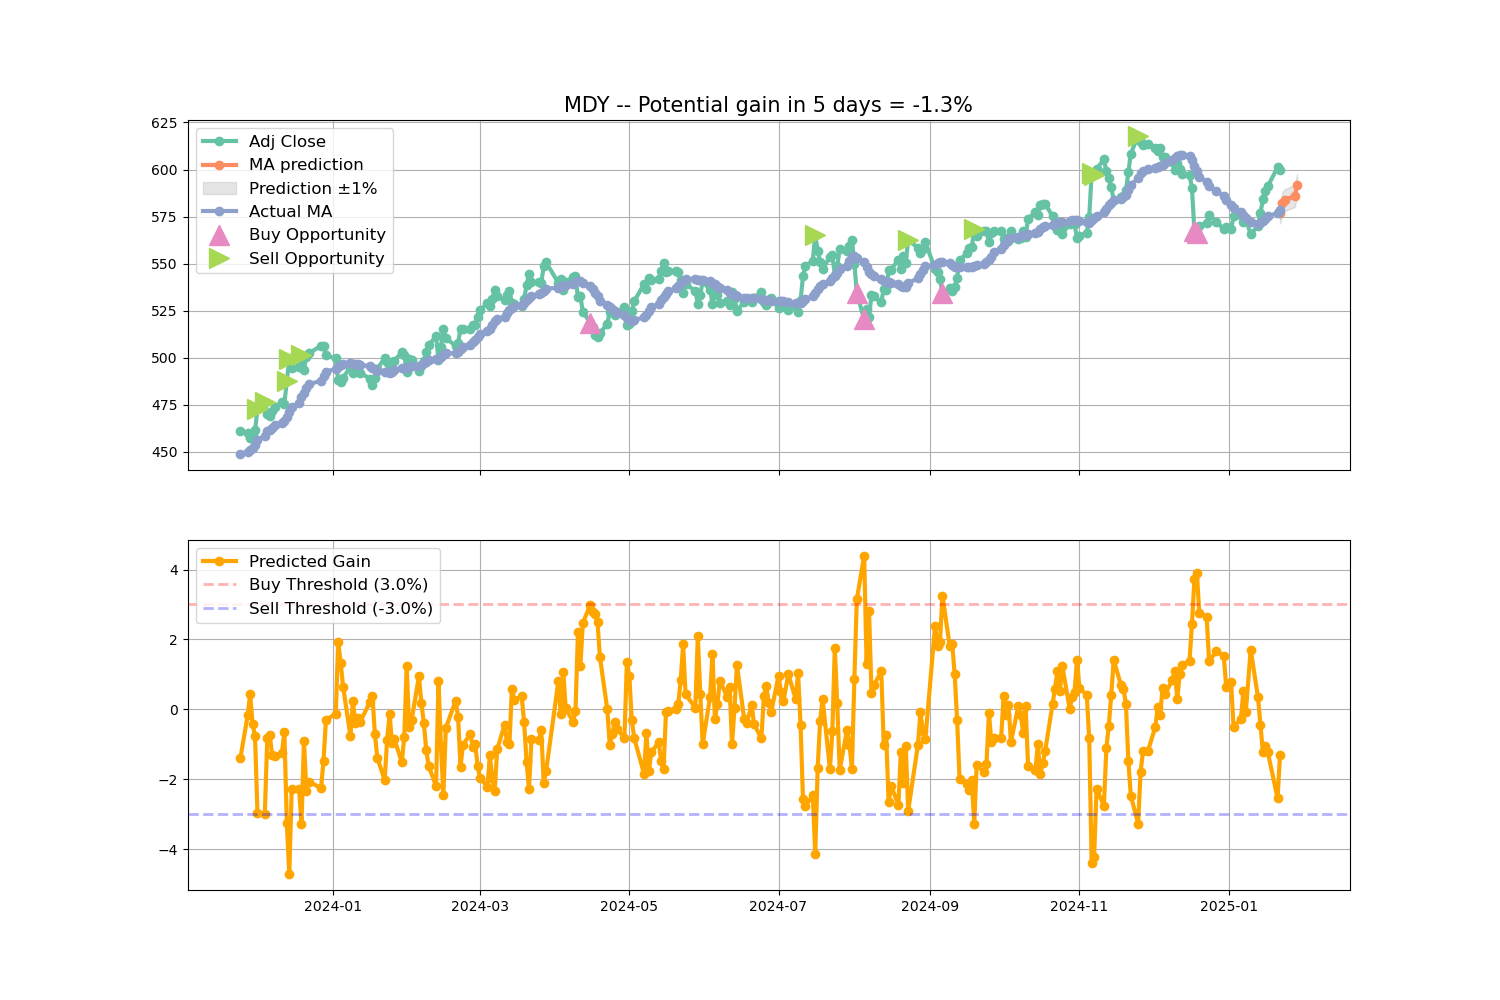 MDY -- Potential gain in 5 days = -1.3%
625
600
575
550
525
500
475
450
Adj Close
MA prediction
Prediction ±1%
Actual MA
Buy Opportunity
Sell Opportunity
4
2
0
−2
−4
Predicted Gain
Buy Threshold (3.0%)
Sell Threshold (-3.0%)
2024-01 2024-03 2024-05 2024-07 2024-09 2024-11 2025-01